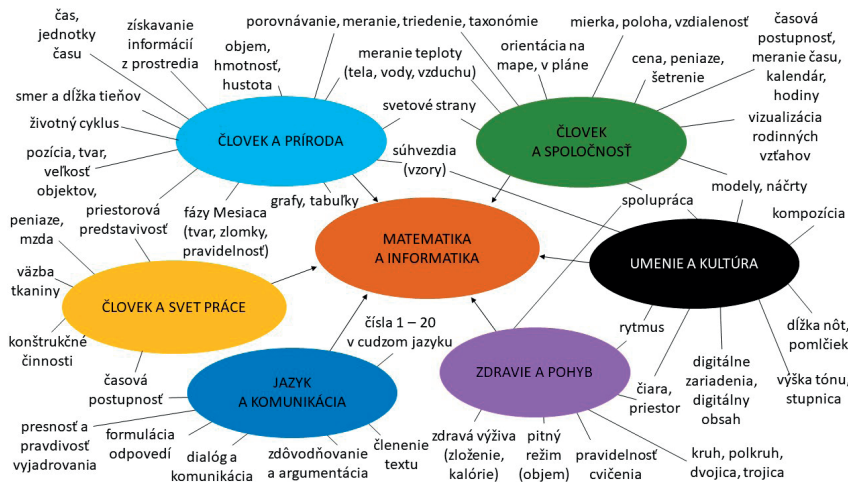 čas,
jednotky
času
získavanie
informácií
z prostredia
objem,
hmotnosť,
hustota
porovnávanie, meranie, triedenie, taxonómie
meranie teploty
(tela, vody, vzduchu)
orientácia na
mape, v pláne
mierka, poloha, vzdialenosť
cena, peniaze,
šetrenie
časová
postupnosť,
meranie času,
kalendár,
hodiny
smer a dĺžka tieňov
životný cyklus
pozícia, tvar,
veľkosť
objektov,
ČLOVEK A PRÍRODA
svetové strany
súhvezdia
(vzory)
ČLOVEK
A SPOLOČNOSŤ
vizualizácia
rodinných
vzťahov
priestorová
predstavivosť
fázy Mesiaca
(tvar, zlomky,
pravidelnosť)
grafy, tabuľky
spolupráca
modely, náčrty
kompozícia
peniaze,
mzda
väzba
tkaniny
konštrukčné
činnosti
ČLOVEK A SVET PRÁCE
MATEMATIKA
A INFORMATIKA
UMENIE A KULTÚRA
časová
postupnosť
čísla 1 – 20
v cudzom jazyku
rytmus
dĺžka nôt,
pomlčiek
JAZYK
A KOMUNIKÁCIA
ZDRAVIE A POHYB
čiara,
priestor
digitálne
zariadenia,
digitálny
obsah
výška tónu,
stupnica
presnosť a
pravdivosť
vyjadrovania
formulácia
odpovedí
dialóg a
komunikácia
zdôvodňovanie
a argumentácia
členenie
textu
zdravá výživa
(zloženie,
kalórie)
pitný
režim
(objem)
pravidelnosť
cvičenia
kruh, polkruh,
dvojica, trojica